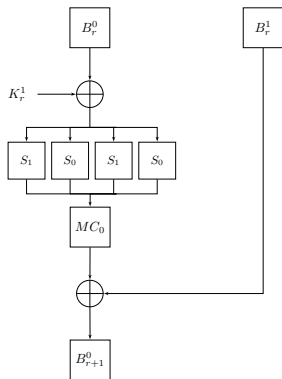 $B_r^0$ $B_r^1$
$K_r^1$
$S_1$ $S_0$ $S_1$ $S_0$
$MC_0$
$B_{r+1}^0$